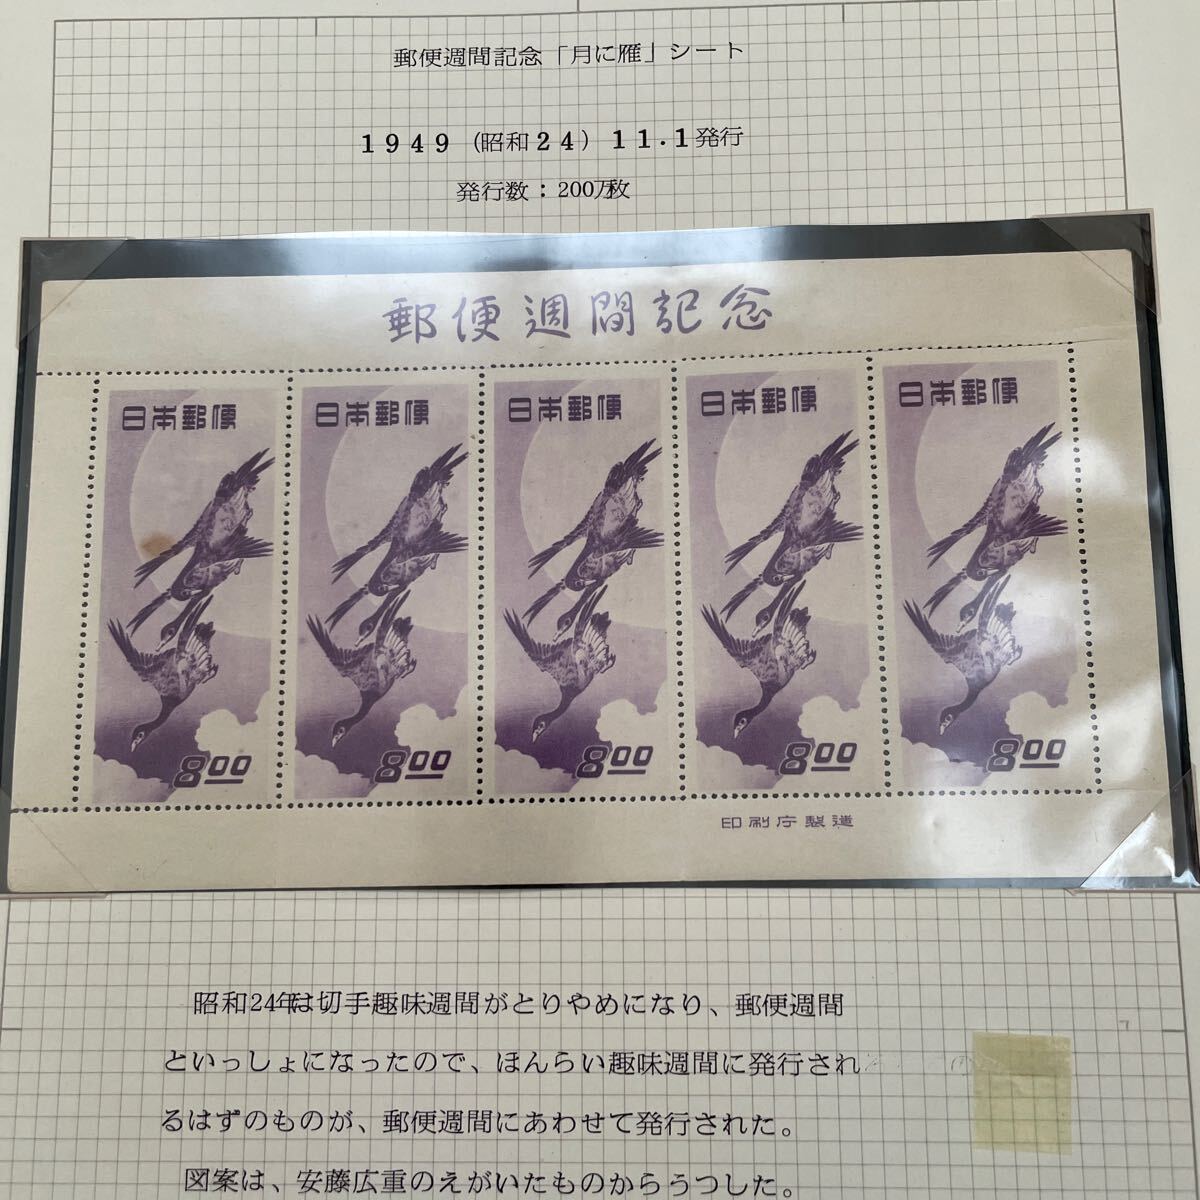 郵便週間記念「月に雁」シート
1949（昭和24）11.1発行
発行数：200万枚
郵便週間記念
日本郵便 日本郵便 日本郵便 日本郵便 日本郵便
8.00 8.00 8.00 8.00 8.00
印刷庁製造
昭和24年は切手趣味週間がとりやめになり、郵便週間
といっしょになったので、ほんらい趣味週間に発行され
るはずのものが、郵便週間にあわせて発行された。
図案は、安藤広重のえがいたものからうつした。